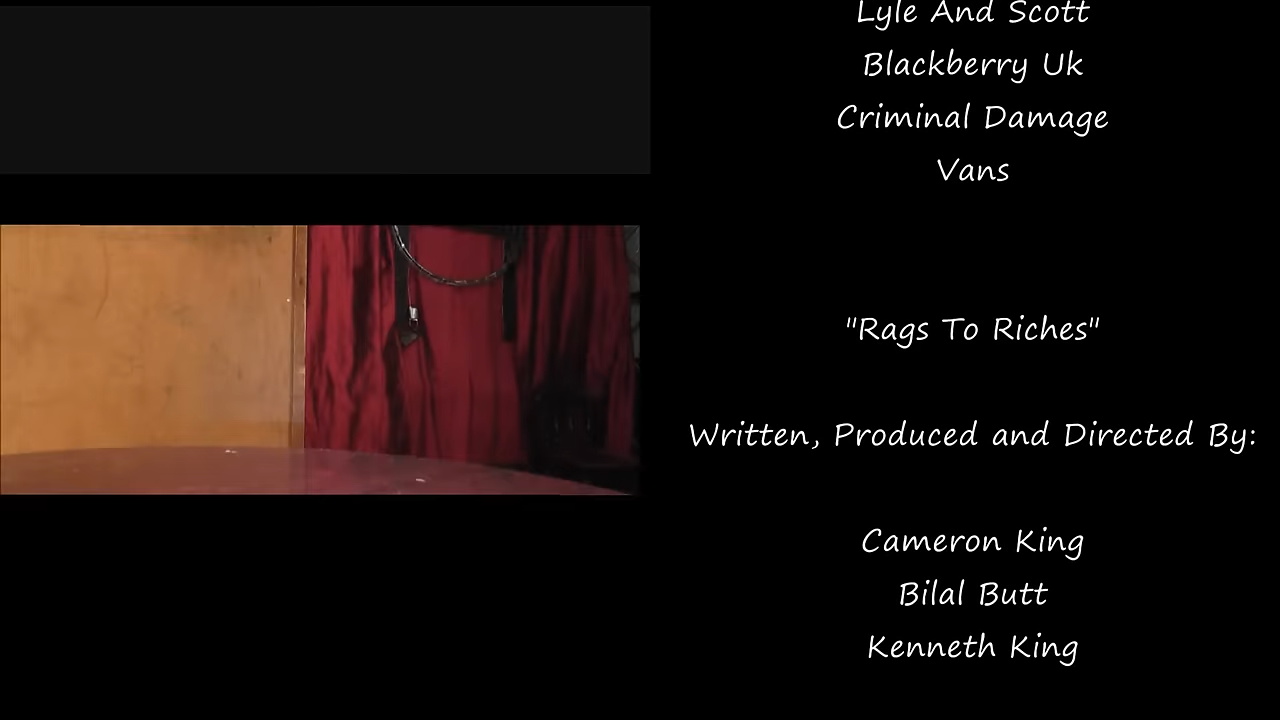 Lyle And Scott
Blackberry Uk
Criminal Damage
Vans
"Rags To Riches"
Written, Produced and Directed By:
Cameron King
Bilal Butt
Kenneth King